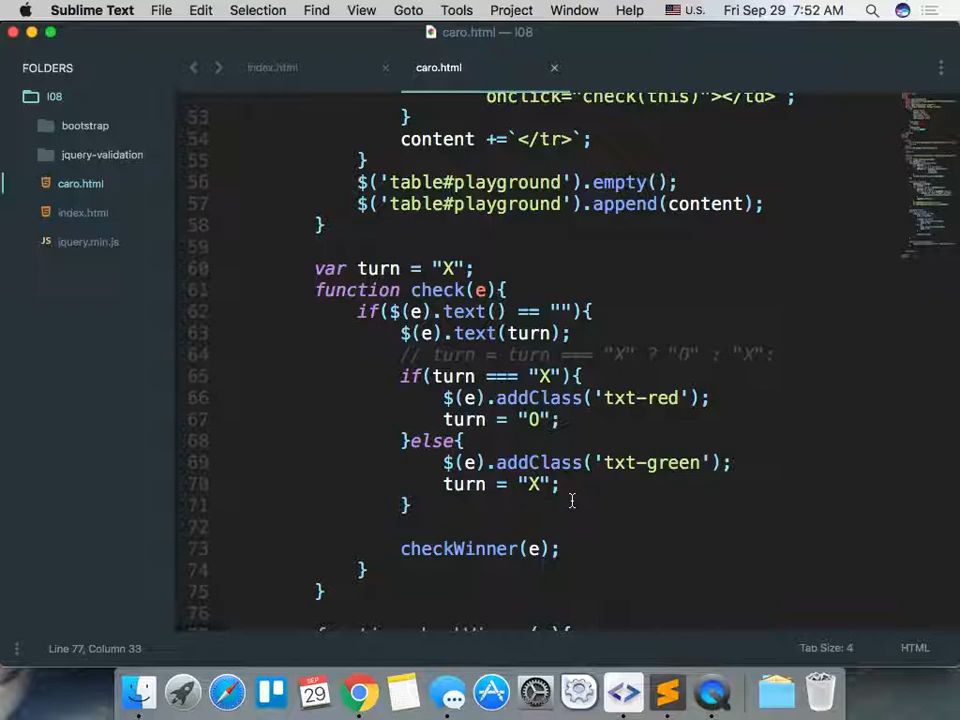 Sublime Text File Edit Selection Find View Goto Tools Project Window Help U.S. Fri Sep 29 7:52 AM
caro.html — l08
FOLDERS
l08
bootstrap
jquery-validation
caro.html
index.html
jquery.min.js
index.html × caro.html ×
onclick="check(this)"></td>`;
53 }
54 content +=`</tr>`;
55 }
56 $('table#playground').empty();
57 $('table#playground').append(content);
58 }
59
60 var turn = "X";
61 function check(e){
62 if($(e).text() == ""){
63 $(e).text(turn);
64 // turn = turn === "X" ? "O" : "X";
65 if(turn === "X"){
66 $(e).addClass('txt-red');
67 turn = "O";
68 }else{
69 $(e).addClass('txt-green');
70 turn = "X";
71 }
72
73 checkWinner(e);
74 }
75 }
76
Line 77, Column 33 Tab Size: 4 HTML
SEP
29